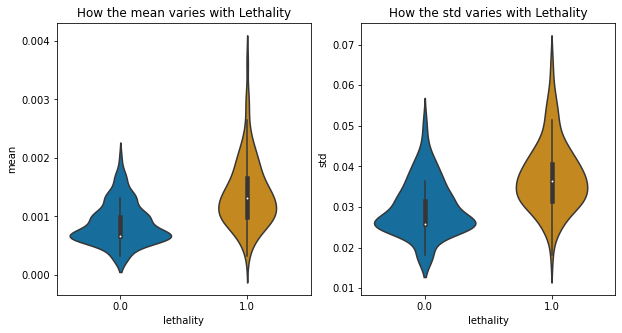 How the mean varies with Lethality
mean
0.004
0.003
0.002
0.001
0.000
0.0
1.0
lethality
How the std varies with Lethality
std
0.07
0.06
0.05
0.04
0.03
0.02
0.01
0.0
1.0
lethality